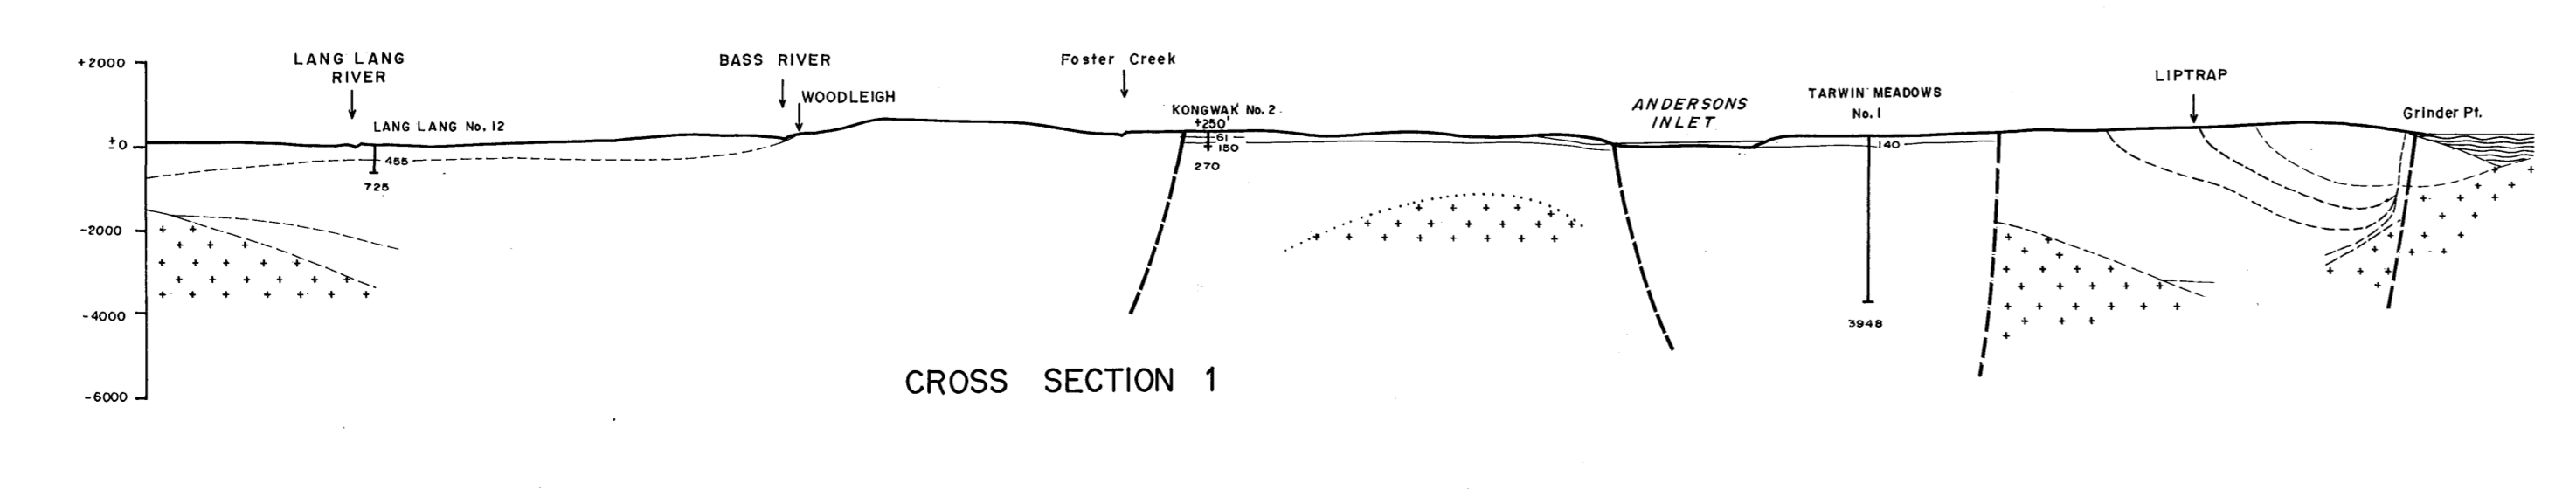 +2000
±0
-2000
-4000
-6000
LANG LANG
RIVER
LANG LANG No. 12
455
725
BASS RIVER
WOODLEIGH
Foster Creek
KONGWAK No. 2
+250'
61
150
270
ANDERSONS
INLET
TARWIN MEADOWS
No. 1
140
3948
LIPTRAP
Grinder Pt.
CROSS SECTION 1